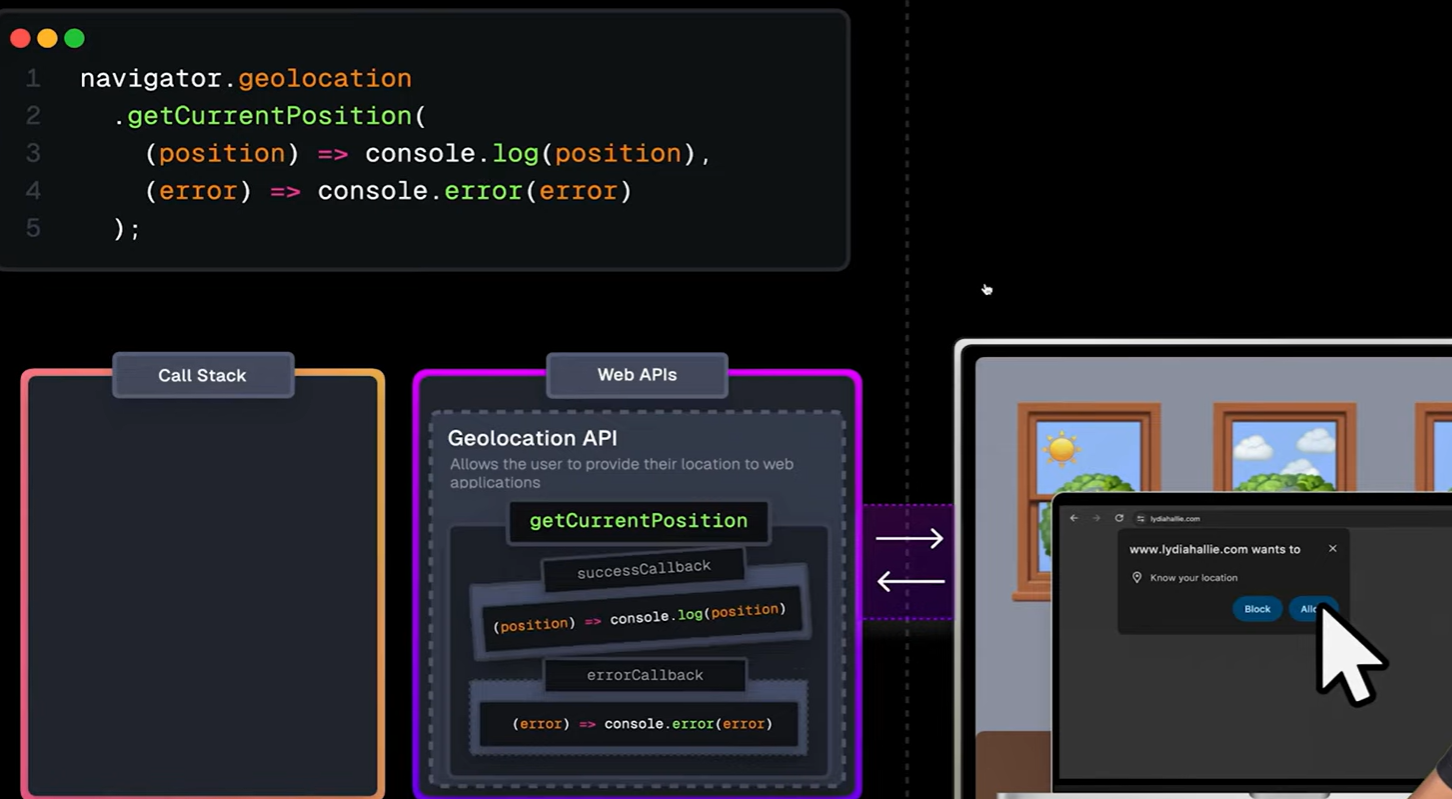 1 navigator.geolocation
2 .getCurrentPosition(
3 (position) => console.log(position),
4 (error) => console.error(error)
5 );
Call Stack
Web APIs
Geolocation API
Allows the user to provide their location to web
applications
getCurrentPosition
successCallback
(position) => console.log(position)
errorCallback
(error) => console.error(error)
lydiahallie.com
www.lydiahallie.com wants to
Know your location
Block